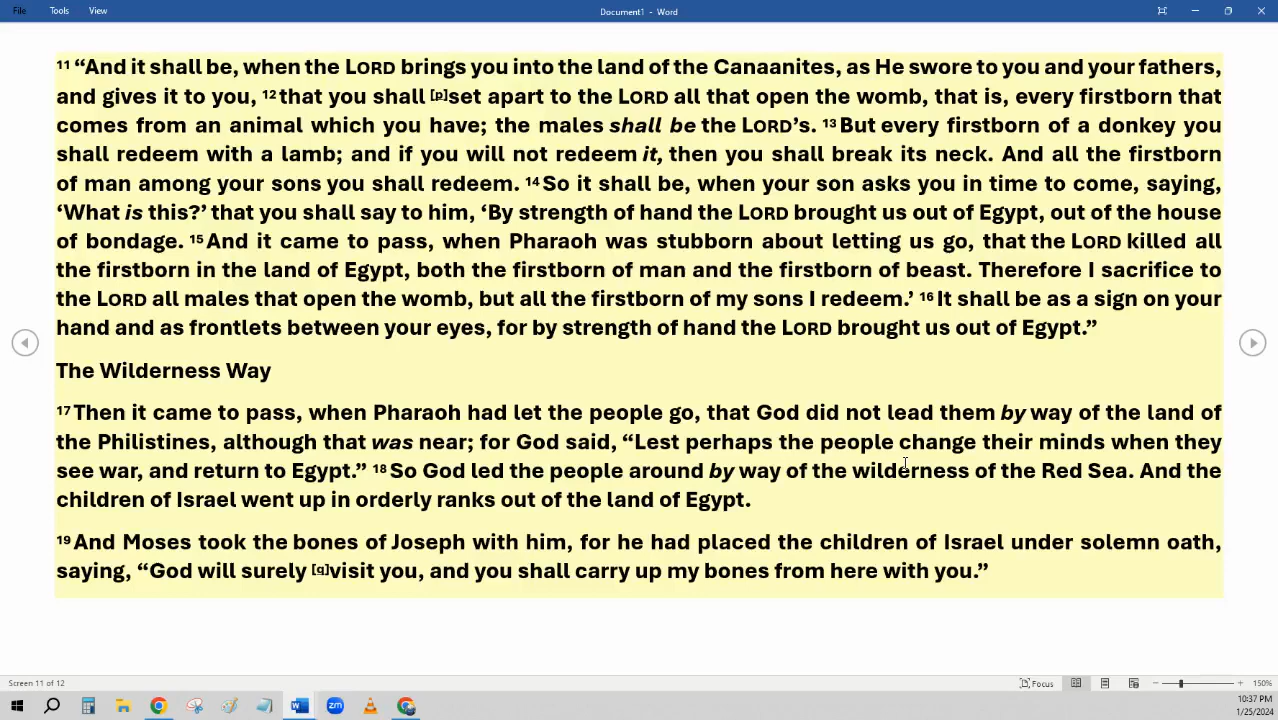 File Tools View Document1 - Word
11 “And it shall be, when the LORD brings you into the land of the Canaanites, as He swore to you and your fathers,
and gives it to you, 12 that you shall [p]set apart to the LORD all that open the womb, that is, every firstborn that
comes from an animal which you have; the males shall be the LORD’s. 13 But every firstborn of a donkey you
shall redeem with a lamb; and if you will not redeem it, then you shall break its neck. And all the firstborn
of man among your sons you shall redeem. 14 So it shall be, when your son asks you in time to come, saying,
‘What is this?’ that you shall say to him, ‘By strength of hand the LORD brought us out of Egypt, out of the house
of bondage. 15 And it came to pass, when Pharaoh was stubborn about letting us go, that the LORD killed all
the firstborn in the land of Egypt, both the firstborn of man and the firstborn of beast. Therefore I sacrifice to
the LORD all males that open the womb, but all the firstborn of my sons I redeem.’ 16 It shall be as a sign on your
hand and as frontlets between your eyes, for by strength of hand the LORD brought us out of Egypt.”
The Wilderness Way
17 Then it came to pass, when Pharaoh had let the people go, that God did not lead them by way of the land of
the Philistines, although that was near; for God said, “Lest perhaps the people change their minds when they
see war, and return to Egypt.” 18 So God led the people around by way of the wilderness of the Red Sea. And the
children of Israel went up in orderly ranks out of the land of Egypt.
19 And Moses took the bones of Joseph with him, for he had placed the children of Israel under solemn oath,
saying, “God will surely [q]visit you, and you shall carry up my bones from here with you.”
Screen 11 of 12 Focus 150%
zm 10:37 PM
1/25/2024